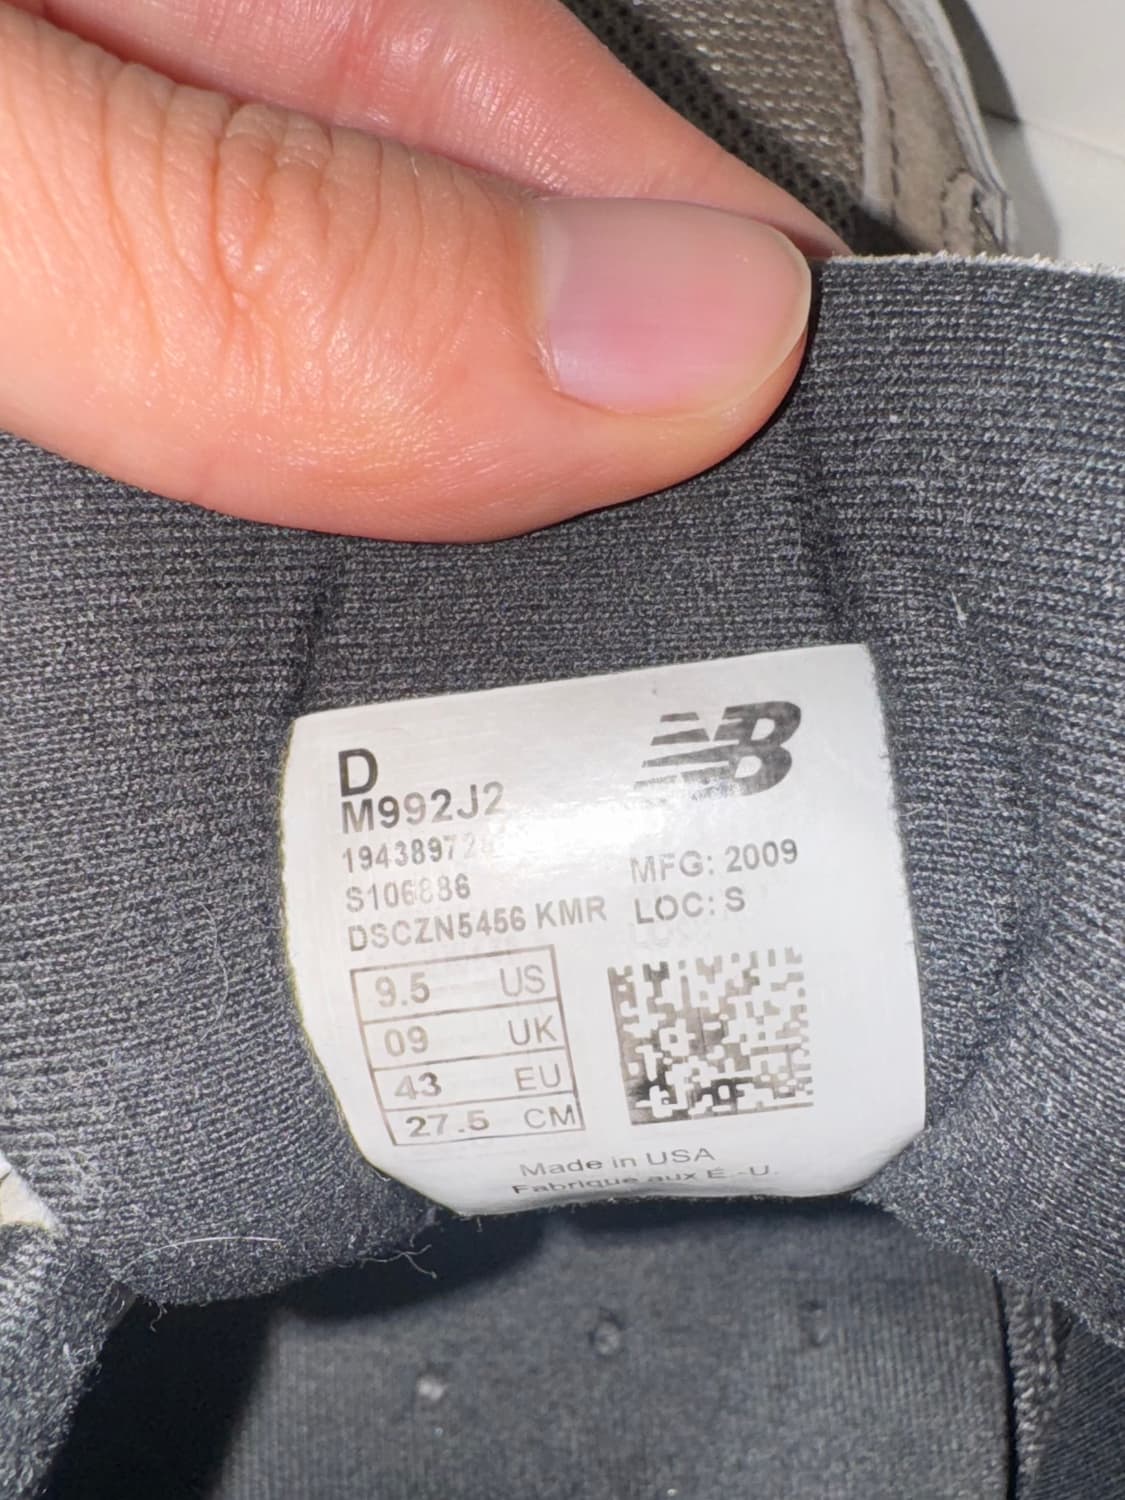 NB
D
M992J2
S106886
DSCZN5456 KMR
MFG: 2009
LOC: S
9.5 US
09 UK
43 EU
27.5 CM
Made in USA
Fabrique aux E.-U.